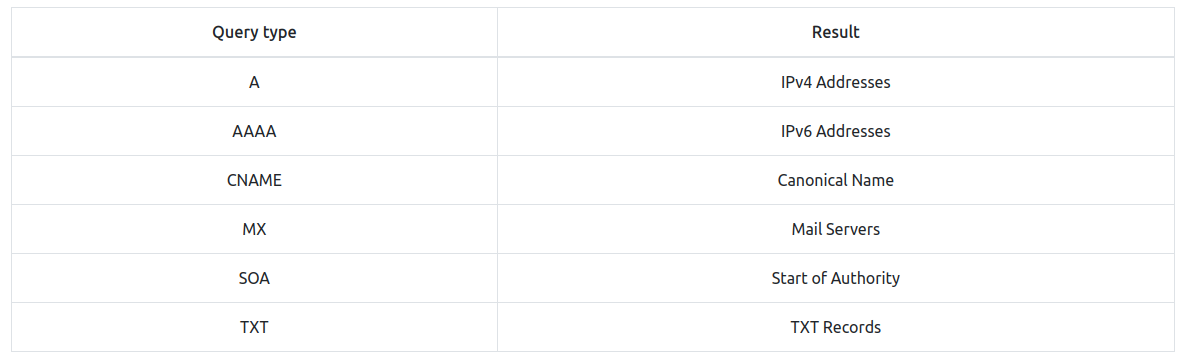 Query type Result
A IPv4 Addresses
AAAA IPv6 Addresses
CNAME Canonical Name
MX Mail Servers
SOA Start of Authority
TXT TXT Records